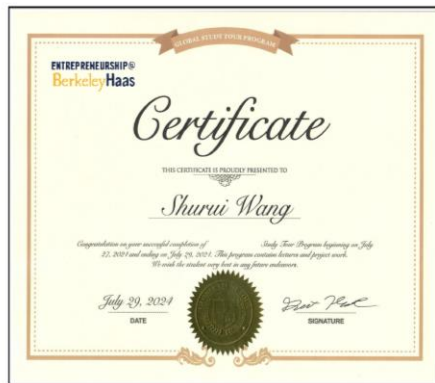 GLOBAL STUDY TOUR PROGRAM
ENTREPRENEURSHIP@
BerkeleyHaas
Certificate
THIS CERTIFICATE IS PROUDLY PRESENTED TO
Shurui Wang
Congratulation on your successful completion of Study Tour Program beginning on July
22, 2024 and ending on July 29, 2024. This program contains lectures and project work.
We wish the student very best in any future endeavors.
July 29, 2024
DATE
SIGNATURE